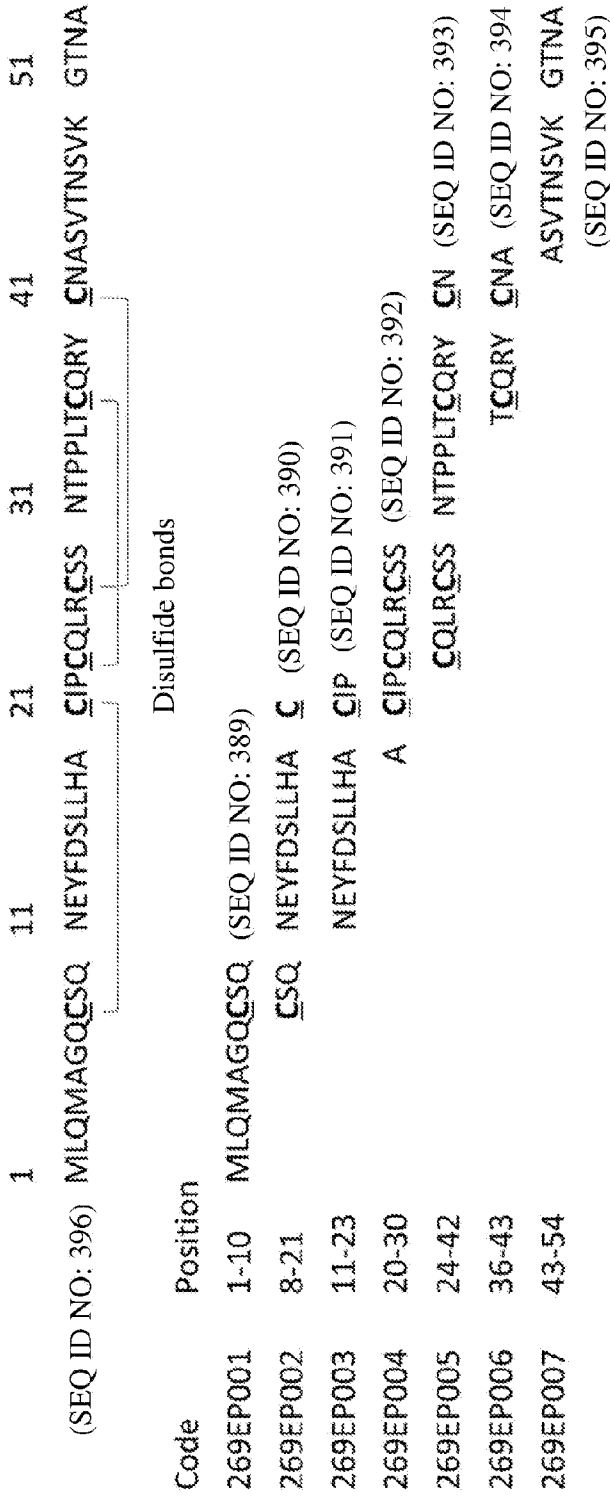 1 11 21 31 41 51
(SEQ ID NO: 396) MLQMAGQCSQ NEYFDSLLHA CIPCQLRCSS NTPPLTCQRY CNASVTNSVK GTNA
Disulfide bonds
Code Position
269EP001 1-10 MLQMAGQCSQ (SEQ ID NO: 389)
269EP002 8-21 CSQ NEYFDSLLHA C (SEQ ID NO: 390)
269EP003 11-23 NEYFDSLLHA CIP (SEQ ID NO: 391)
269EP004 20-30 A CIPCQLRCSS (SEQ ID NO: 392)
269EP005 24-42 CQLRCSS NTPPLTCQRY CN (SEQ ID NO: 393)
269EP006 36-43 TCQRY CNA (SEQ ID NO: 394
269EP007 43-54 ASVTNSVK GTNA
(SEQ ID NO: 395)